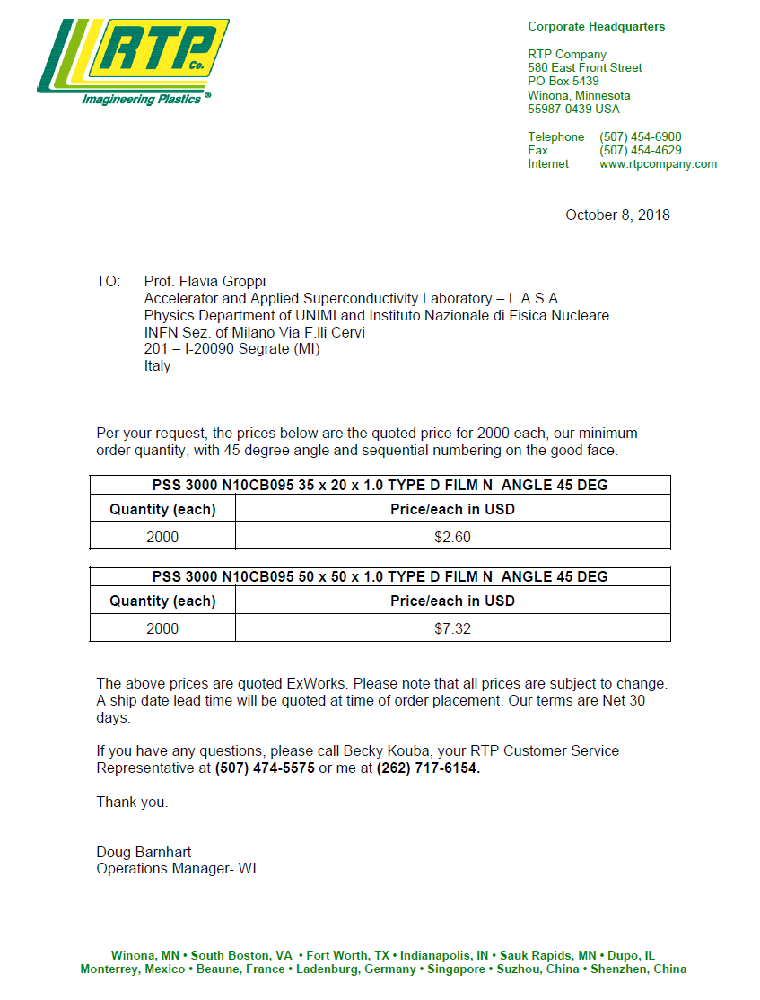 RTP
Co.
Imagineering Plastics ®
Corporate Headquarters
RTP Company
580 East Front Street
PO Box 5439
Winona, Minnesota
55987-0439 USA
Telephone (507) 454-6900
Fax (507) 454-4629
Internet www.rtpcompany.com
October 8, 2018
TO: Prof. Flavia Groppi
Accelerator and Applied Superconductivity Laboratory – L.A.S.A.
Physics Department of UNIMI and Instituto Nazionale di Fisica Nucleare
INFN Sez. of Milano Via F.lli Cervi
201 – I-20090 Segrate (MI)
Italy
Per your request, the prices below are the quoted price for 2000 each, our minimum
order quantity, with 45 degree angle and sequential numbering on the good face.
PSS 3000 N10CB095 35 x 20 x 1.0 TYPE D FILM N ANGLE 45 DEG
Quantity (each) Price/each in USD
2000 $2.60
PSS 3000 N10CB095 50 x 50 x 1.0 TYPE D FILM N ANGLE 45 DEG
Quantity (each) Price/each in USD
2000 $7.32
The above prices are quoted ExWorks. Please note that all prices are subject to change.
A ship date lead time will be quoted at time of order placement. Our terms are Net 30
days.
If you have any questions, please call Becky Kouba, your RTP Customer Service
Representative at (507) 474-5575 or me at (262) 717-6154.
Thank you.
Doug Barnhart
Operations Manager- WI
Winona, MN • South Boston, VA • Fort Worth, TX • Indianapolis, IN • Sauk Rapids, MN • Dupo, IL
Monterrey, Mexico • Beaune, France • Ladenburg, Germany • Singapore • Suzhou, China • Shenzhen, China